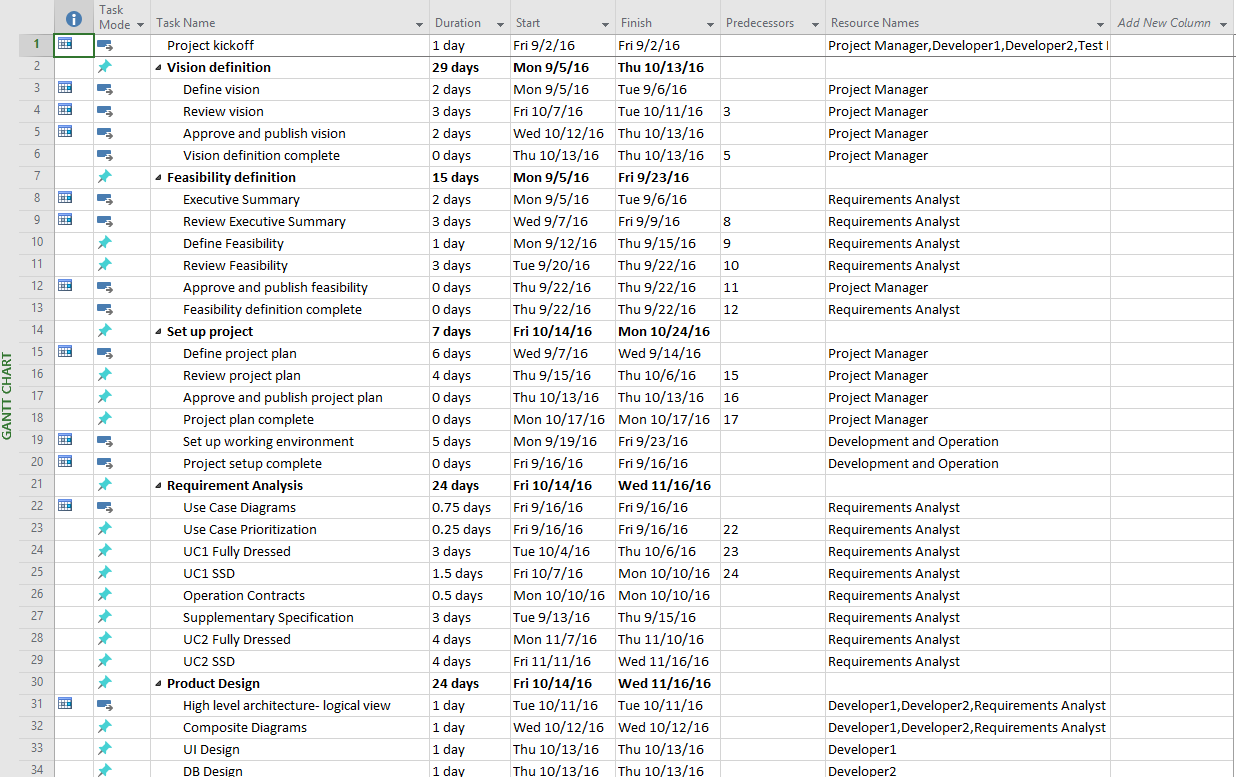 Task Mode Task Name Duration Start Finish Predecessors Resource Names Add New Column
1 Project kickoff 1 day Fri 9/2/16 Fri 9/2/16 Project Manager,Developer1,Developer2,Test
2 Vision definition 29 days Mon 9/5/16 Thu 10/13/16
3 Define vision 2 days Mon 9/5/16 Tue 9/6/16 Project Manager
4 Review vision 3 days Fri 10/7/16 Tue 10/11/16 3 Project Manager
5 Approve and publish vision 2 days Wed 10/12/16 Thu 10/13/16 Project Manager
6 Vision definition complete 0 days Thu 10/13/16 Thu 10/13/16 5 Project Manager
7 Feasibility definition 15 days Mon 9/5/16 Fri 9/23/16
8 Executive Summary 2 days Mon 9/5/16 Tue 9/6/16 Requirements Analyst
9 Review Executive Summary 3 days Wed 9/7/16 Fri 9/9/16 8 Requirements Analyst
10 Define Feasibility 1 day Mon 9/12/16 Thu 9/15/16 9 Requirements Analyst
11 Review Feasibility 3 days Tue 9/20/16 Thu 9/22/16 10 Requirements Analyst
12 Approve and publish feasibility 0 days Thu 9/22/16 Thu 9/22/16 11 Project Manager
13 Feasibility definition complete 0 days Thu 9/22/16 Thu 9/22/16 12 Requirements Analyst
14 Set up project 7 days Fri 10/14/16 Mon 10/24/16
15 Define project plan 6 days Wed 9/7/16 Wed 9/14/16 Project Manager
16 Review project plan 4 days Thu 9/15/16 Thu 10/6/16 15 Project Manager
17 Approve and publish project plan 0 days Thu 10/13/16 Thu 10/13/16 16 Project Manager
18 Project plan complete 0 days Mon 10/17/16 Mon 10/17/16 17 Project Manager
19 Set up working environment 5 days Mon 9/19/16 Fri 9/23/16 Development and Operation
20 Project setup complete 0 days Fri 9/16/16 Fri 9/16/16 Development and Operation
21 Requirement Analysis 24 days Fri 10/14/16 Wed 11/16/16
22 Use Case Diagrams 0.75 days Fri 9/16/16 Fri 9/16/16 Requirements Analyst
23 Use Case Prioritization 0.25 days Fri 9/16/16 Fri 9/16/16 22 Requirements Analyst
24 UC1 Fully Dressed 3 days Tue 10/4/16 Thu 10/6/16 23 Requirements Analyst
25 UC1 SSD 1.5 days Fri 10/7/16 Mon 10/10/16 24 Requirements Analyst
26 Operation Contracts 0.5 days Mon 10/10/16 Mon 10/10/16 Requirements Analyst
27 Supplementary Specification 3 days Tue 9/13/16 Thu 9/15/16 Requirements Analyst
28 UC2 Fully Dressed 4 days Mon 11/7/16 Thu 11/10/16 Requirements Analyst
29 UC2 SSD 4 days Fri 11/11/16 Wed 11/16/16 Requirements Analyst
30 Product Design 24 days Fri 10/14/16 Wed 11/16/16
31 High level architecture- logical view 1 day Tue 10/11/16 Tue 10/11/16 Developer1,Developer2,Requirements Analyst
32 Composite Diagrams 1 day Wed 10/12/16 Wed 10/12/16 Developer1,Developer2,Requirements Analyst
33 UI Design 1 day Thu 10/13/16 Thu 10/13/16 Developer1
34 DB Design 1 day Thu 10/13/16 Thu 10/13/16 Developer2
GANTT CHART